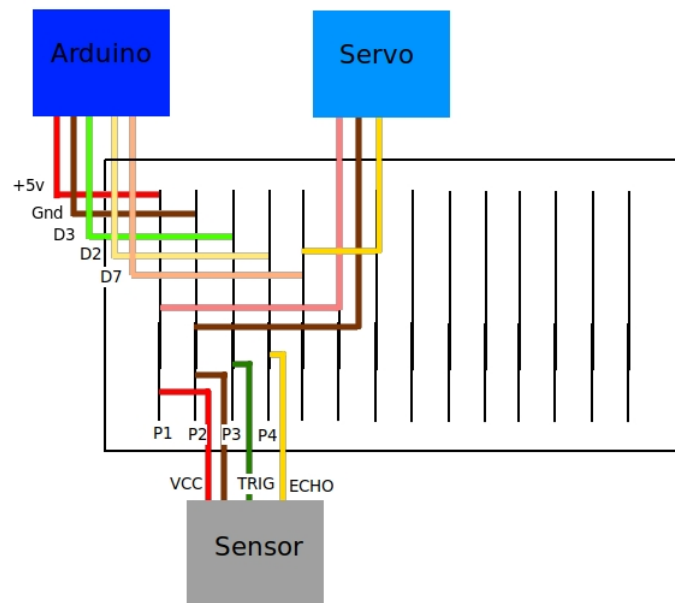 Arduino
Servo
+5v
Gnd
D3
D2
D7
P1 P2 P3 P4
VCC TRIG ECHO
Sensor